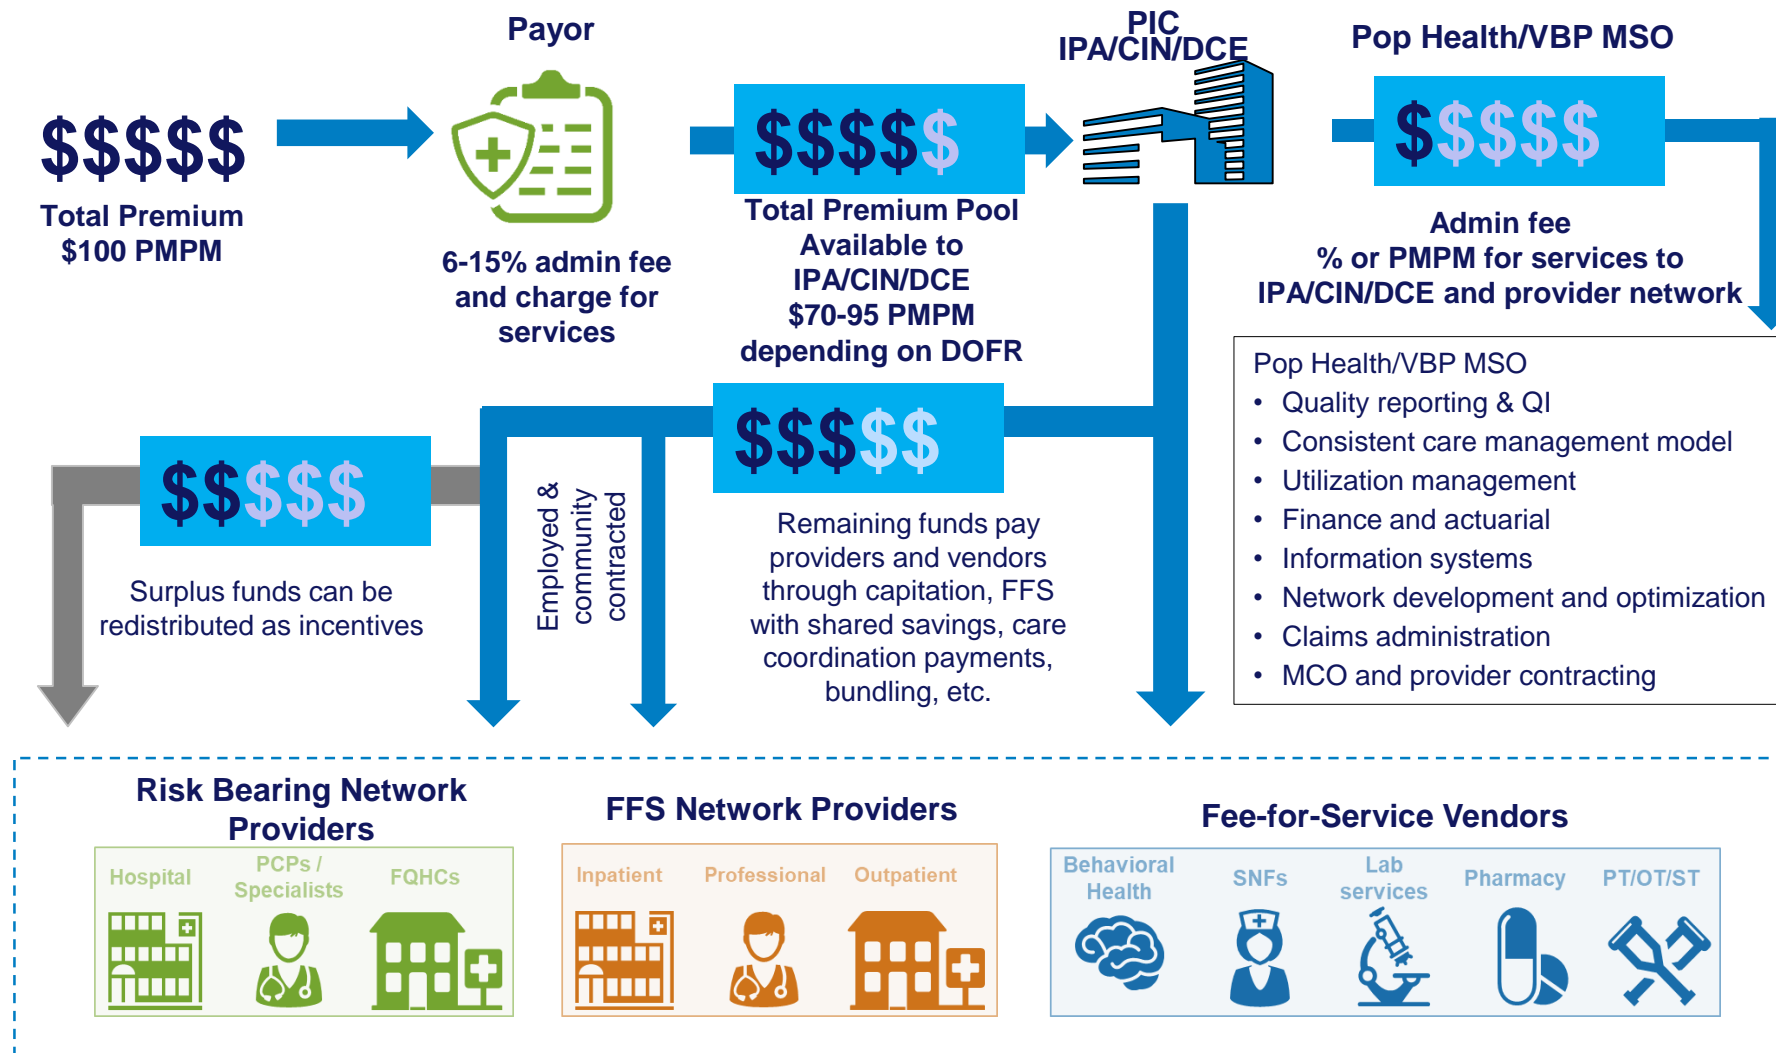 Payor
PIC
IPA/CIN/DCE
Pop Health/VBP MSO
$$$$$
$$$$$
$$$$$
Total Premium
$100 PMPM
6-15% admin fee
and charge for
services
Total Premium Pool
Available to
IPA/CIN/DCE
$70-95 PMPM
depending on DOFR
Admin fee
% or PMPM for services to
IPA/CIN/DCE and provider network
Pop Health/VBP MSO
• Quality reporting & QI
• Consistent care management model
• Utilization management
• Finance and actuarial
• Information systems
• Network development and optimization
• Claims administration
• MCO and provider contracting
$$$$$
Surplus funds can be
redistributed as incentives
Employed &
community
contracted
$$$$$
Remaining funds pay
providers and vendors
through capitation, FFS
with shared savings, care
coordination payments,
bundling, etc.
Risk Bearing Network
Providers
Hospital
PCPs /
Specialists
FQHCs
FFS Network Providers
Inpatient
Professional
Outpatient
Fee-for-Service Vendors
Behavioral
Health
SNFs
Lab
services
Pharmacy
PT/OT/ST